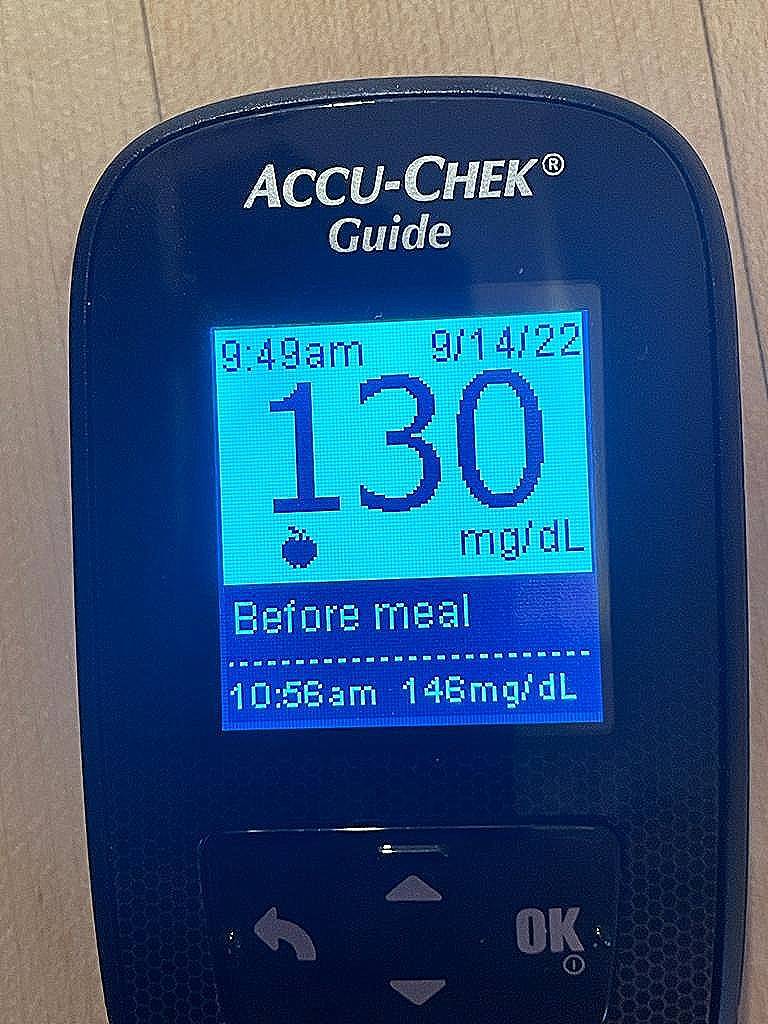 ACCU-CHEK®
Guide
9:49am 9/14/22
130
mg/dL
Before meal
10:56am 146mg/dL
OK